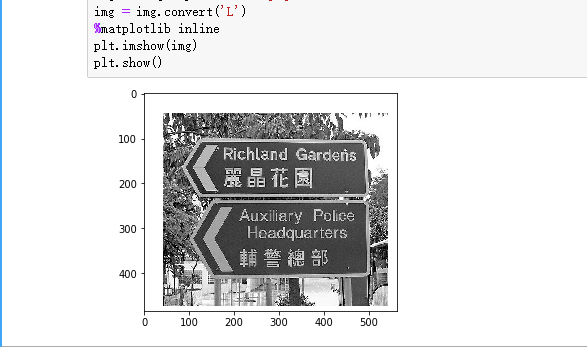 img = img.convert('L')
%matplotlib inline
plt.imshow(img)
plt.show()
0
100
200
300
400
Richland Gardens
麗晶花園
Auxiliary Police
Headquarters
輔警總部
0 100 200 300 400 500